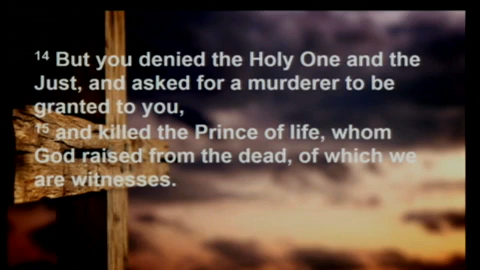 14 But you denied the Holy One and the
Just, and asked for a murderer to be
granted to you,
15 and killed the Prince of life, whom
God raised from the dead, of which we
are witnesses.